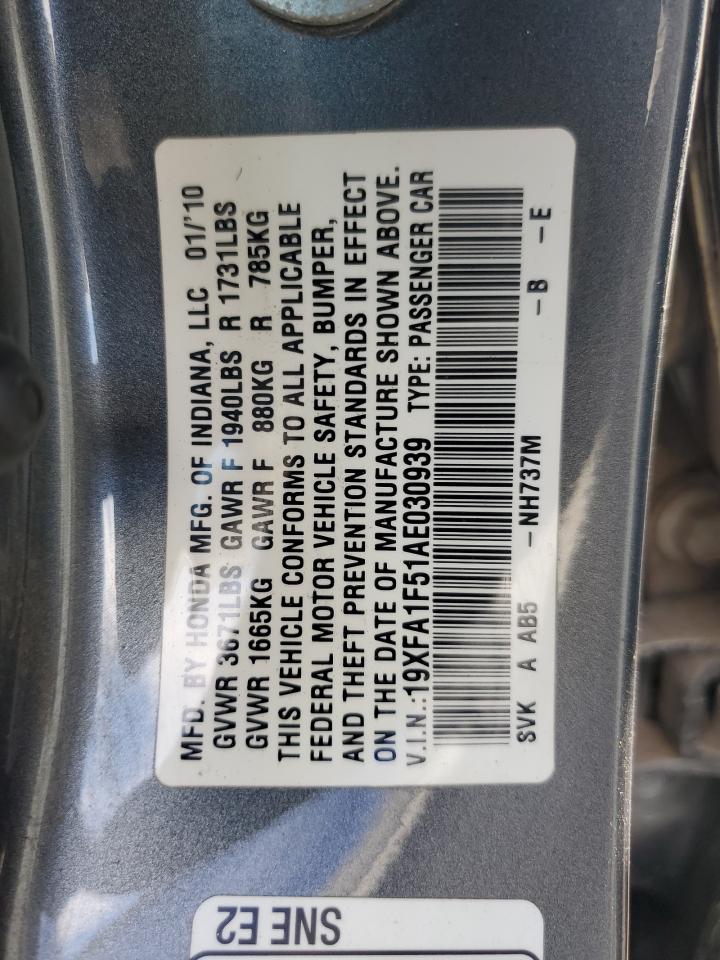 MFD. BY HONDA MFG. OF INDIANA, LLC 01/'10
GVWR 3671LBS GAWR F 1940LBS R 1731LBS
GVWR 1665KG GAWR F 880KG R 785KG
THIS VEHICLE CONFORMS TO ALL APPLICABLE
FEDERAL MOTOR VEHICLE SAFETY, BUMPER,
AND THEFT PREVENTION STANDARDS IN EFFECT
ON THE DATE OF MANUFACTURE SHOWN ABOVE.
V.I.N.:19XFA1F51AE030939 TYPE: PASSENGER CAR
SVK A AB5 -NH737M -B -E
SNE E2